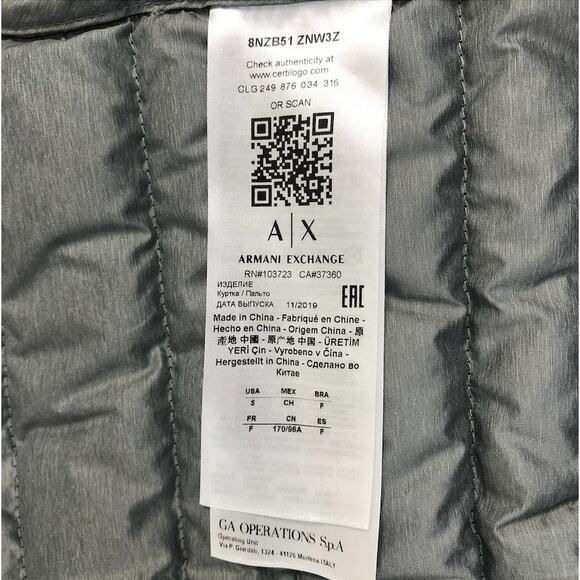 8NZB51 ZNW3Z
Check authenticity at
www.certilogo.com
CLG 249 876 034 316
OR SCAN
A|X
ARMANI EXCHANGE
RN#103723 CA#37360
ИЗДЕЛИЕ
Куртка / Пальто
ДАТА ВЫПУСКА 11/2019 EAC
Made in China - Fabriqué en Chine -
Hecho en China - Origem China - 原
產地 中國 - 原产地 中国 - ÜRETİM
YERİ Çin - Vyrobeno v Čína -
Hergestellt in China - Сделано во
Китае
USA MEX BRA
S CH F
FR CN ES
F 170/96A F
GA OPERATIONS SpA
Operating Unit
Via P. Giardini, 1324 - 41126 Modena ITALY